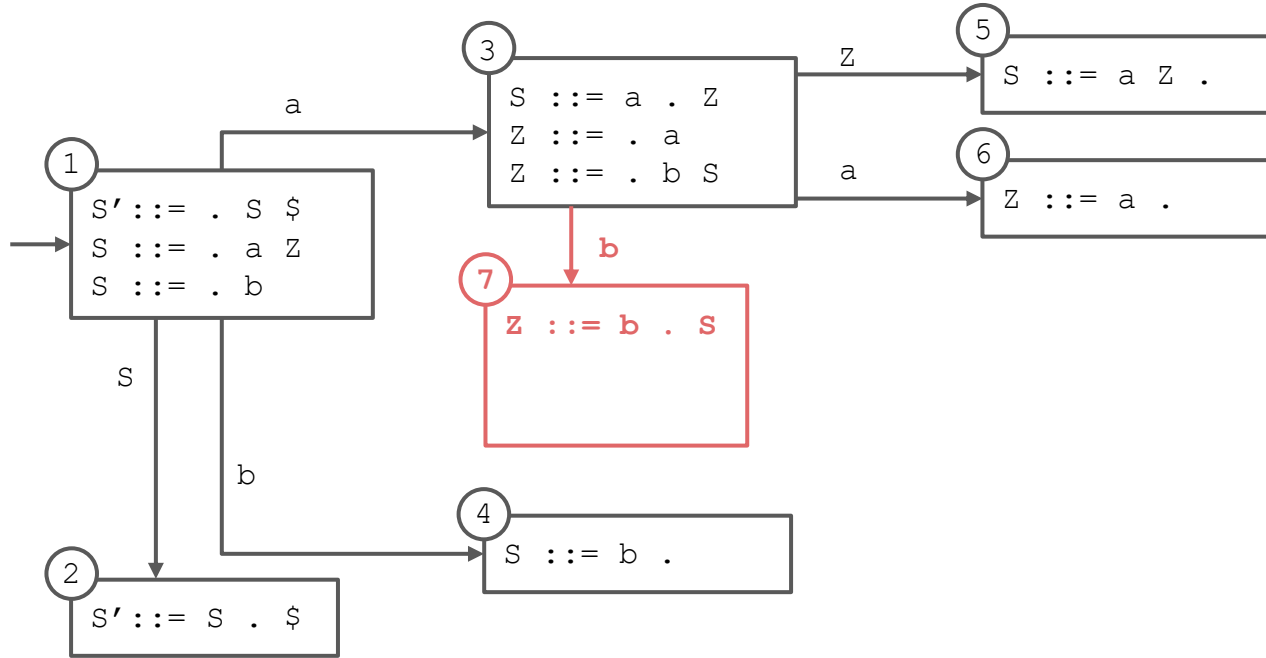 1
S'::= . S $
S ::= . a Z
S ::= . b
a
3
S ::= a . Z
Z ::= . a
Z ::= . b S
Z
5
S ::= a Z .
a
6
Z ::= a .
b
7
Z ::= b . S
S
b
4
S ::= b .
2
S'::= S . $